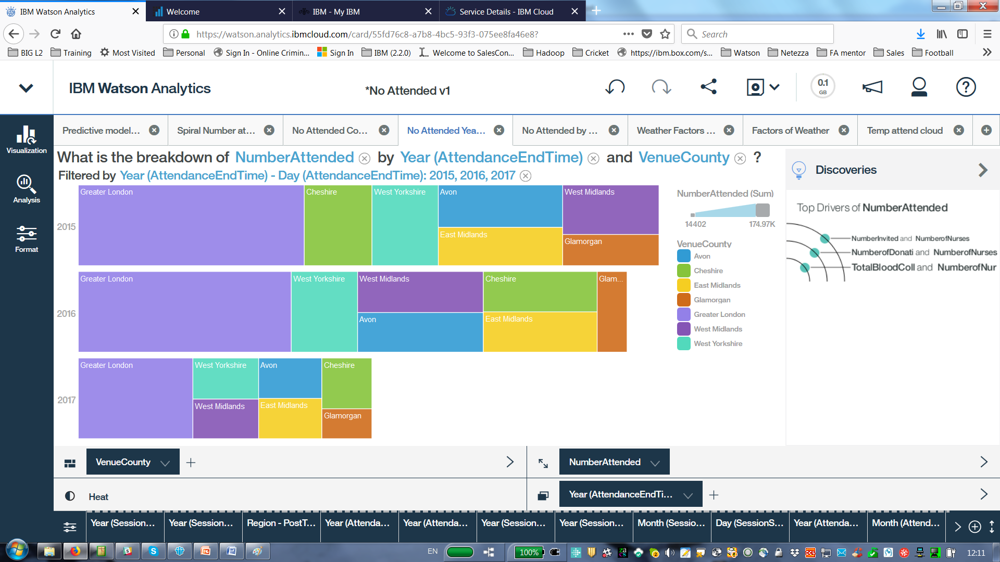 IBM Watson Analytics
Welcome
IBM - My IBM
Service Details - IBM Cloud
https://watson.analytics.ibmcloud.com/card/55fd76c8-a7b8-4bc5-93f3-075ee8fa46e8?
Search
BIG L2
Training
Most Visited
Personal
Sign In - Online Crimin...
Sign In
IBM (2.2.0)
Welcome to SalesCon...
Hadoop
Cricket
https://ibm.box.com/s...
Watson
Netezza
FA mentor
Sales
Football
IBM Watson Analytics
*No Attended v1
0.1
GB
Predictive model...
Spiral Number at...
No Attended Co...
No Attended Yea...
No Attended by ...
Weather Factors ...
Factors of Weather
Temp attend cloud
Visualization
Analysis
Format
What is the breakdown of NumberAttended by Year (AttendanceEndTime) and VenueCounty ?
Filtered by Year (AttendanceEndTime) - Day (AttendanceEndTime): 2015, 2016, 2017
2015
Greater London
Cheshire
West Yorkshire
Avon
East Midlands
West Midlands
Glamorgan
2016
Greater London
West Yorkshire
West Midlands
Avon
Cheshire
East Midlands
Glam...
2017
Greater London
West Yorkshire
West Midlands
Avon
East Midlands
Cheshire
Glamorgan
NumberAttended (Sum)
14402 174.97K
VenueCounty
Avon
Cheshire
East Midlands
Glamorgan
Greater London
West Midlands
West Yorkshire
Discoveries
Top Drivers of NumberAttended
NumberInvited and NumberofNurses
NumberofDonati and NumberofNurses
TotalBloodColl and NumberofNur
VenueCounty
NumberAttended
Heat
Year (AttendanceEndTi...
Year (Session...
Year (Session...
Region - PostT...
Year (Attenda...
Year (Attenda...
Year (Session...
Year (Session...
Month (Sessio...
Day (SessionS...
Year (Attenda...
Month (Attend...
EN
100%
12:11